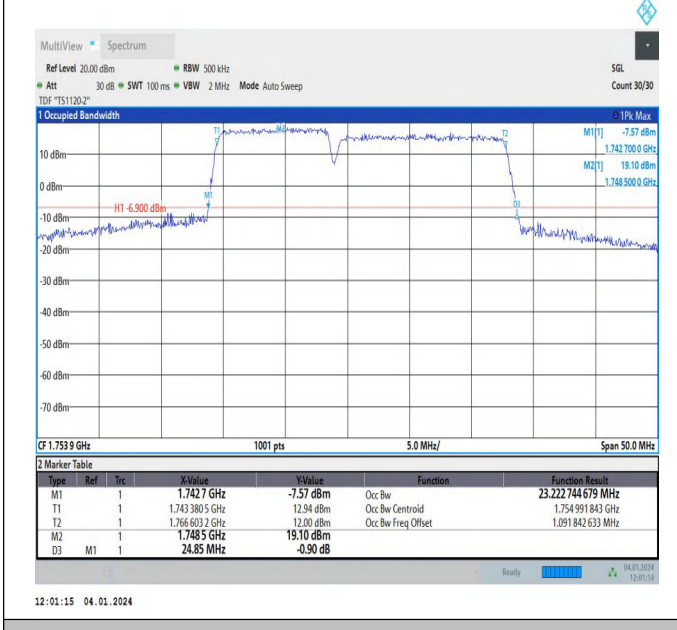 R&S
MultiView Spectrum
Ref Level 20.00 dBm RBW 500 kHz SGL
Att 30 dB SWT 100 ms VBW 2 MHz Mode Auto Sweep Count 30/30
TDF "TS1120-2"
1 Occupied Bandwidth 1Pk Max
M1[1] -7.57 dBm
1.742 700 0 GHz
M2[1] 19.10 dBm
1.748 500 0 GHz
T1 M2 T2
10 dBm
0 dBm
M1 D3
H1 -6.900 dBm
-10 dBm
-20 dBm
-30 dBm
-40 dBm
-50 dBm
-60 dBm
-70 dBm
CF 1.753 9 GHz 1001 pts 5.0 MHz/ Span 50.0 MHz
2 Marker Table
Type Ref Trc X-Value Y-Value Function Function Result
M1 1 1.742 7 GHz -7.57 dBm Occ Bw 23.222 744 679 MHz
T1 1 1.743 380 5 GHz 12.94 dBm Occ Bw Centroid 1.754 991 843 GHz
T2 1 1.766 603 2 GHz 12.00 dBm Occ Bw Freq Offset 1.091 842 633 MHz
M2 1 1.748 5 GHz 19.10 dBm
D3 M1 1 24.85 MHz -0.90 dB
Ready 04.01.2024
12:01:14
12:01:15 04.01.2024